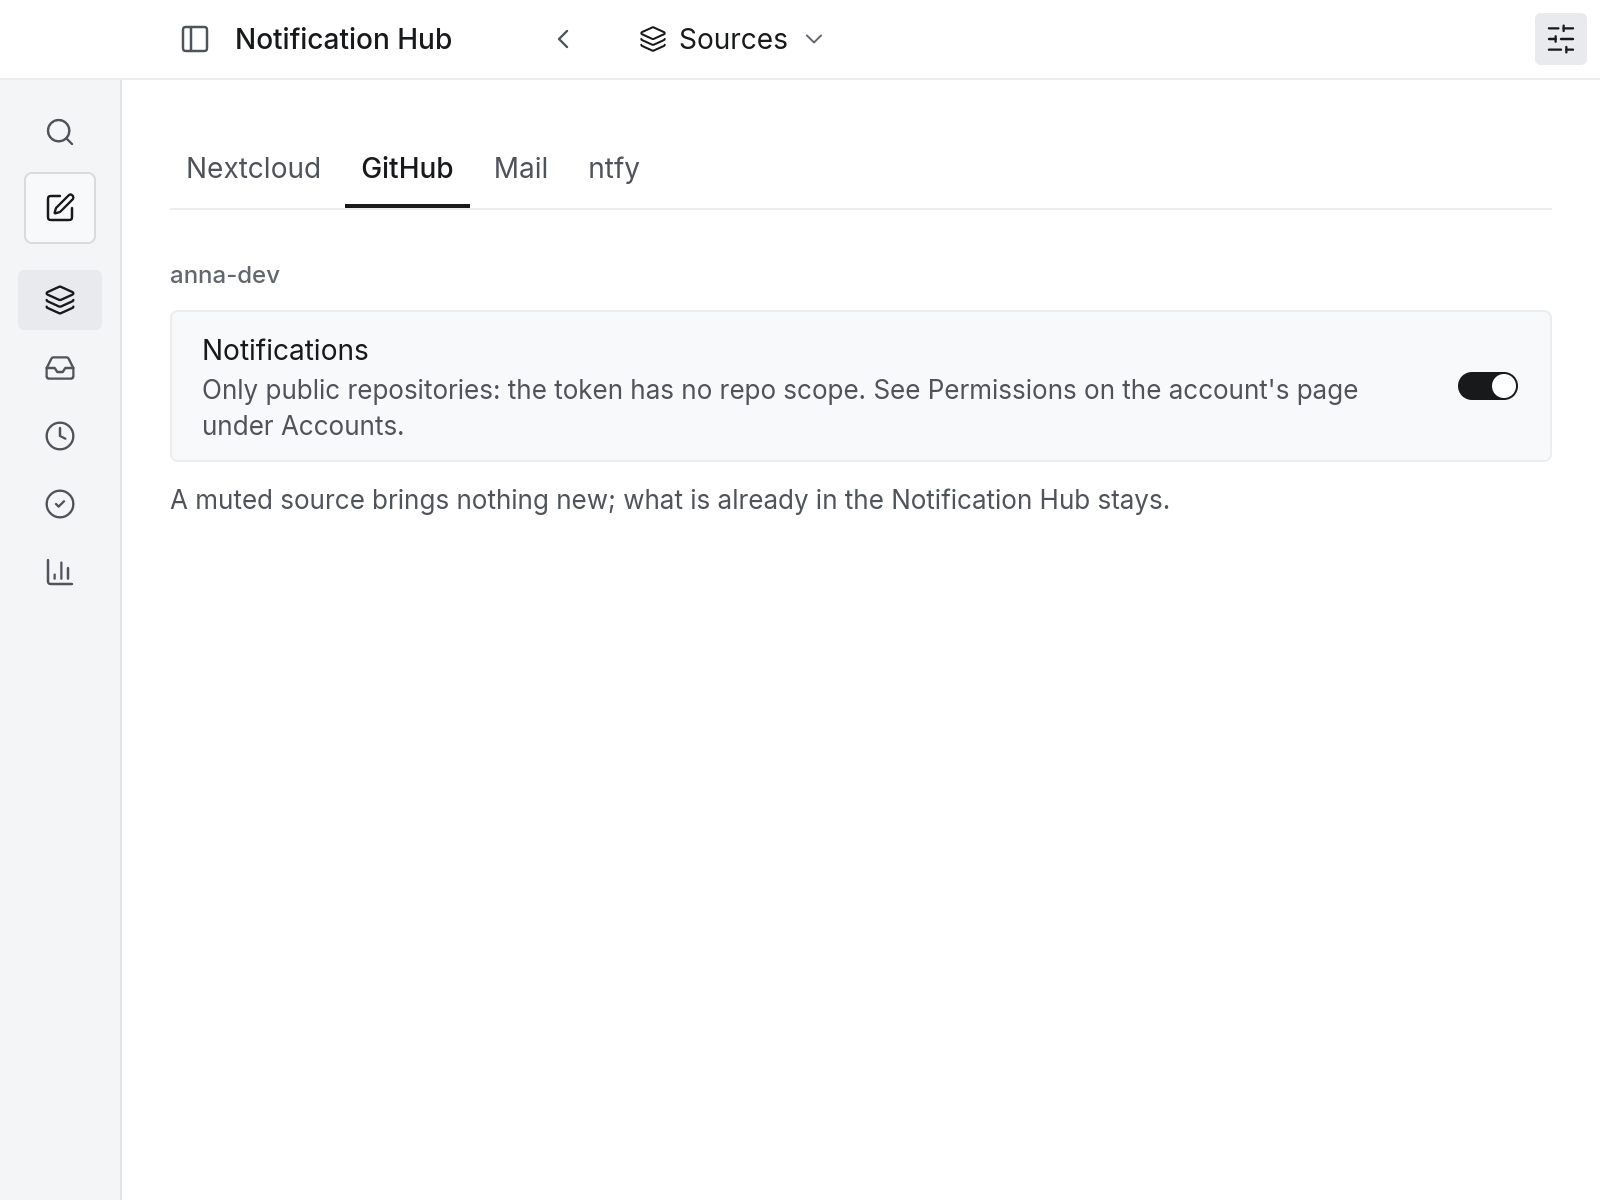 Notification Hub
Sources
Nextcloud GitHub Mail ntfy
anna-dev
Notifications
Only public repositories: the token has no repo scope. See Permissions on the account's page
under Accounts.
A muted source brings nothing new; what is already in the Notification Hub stays.